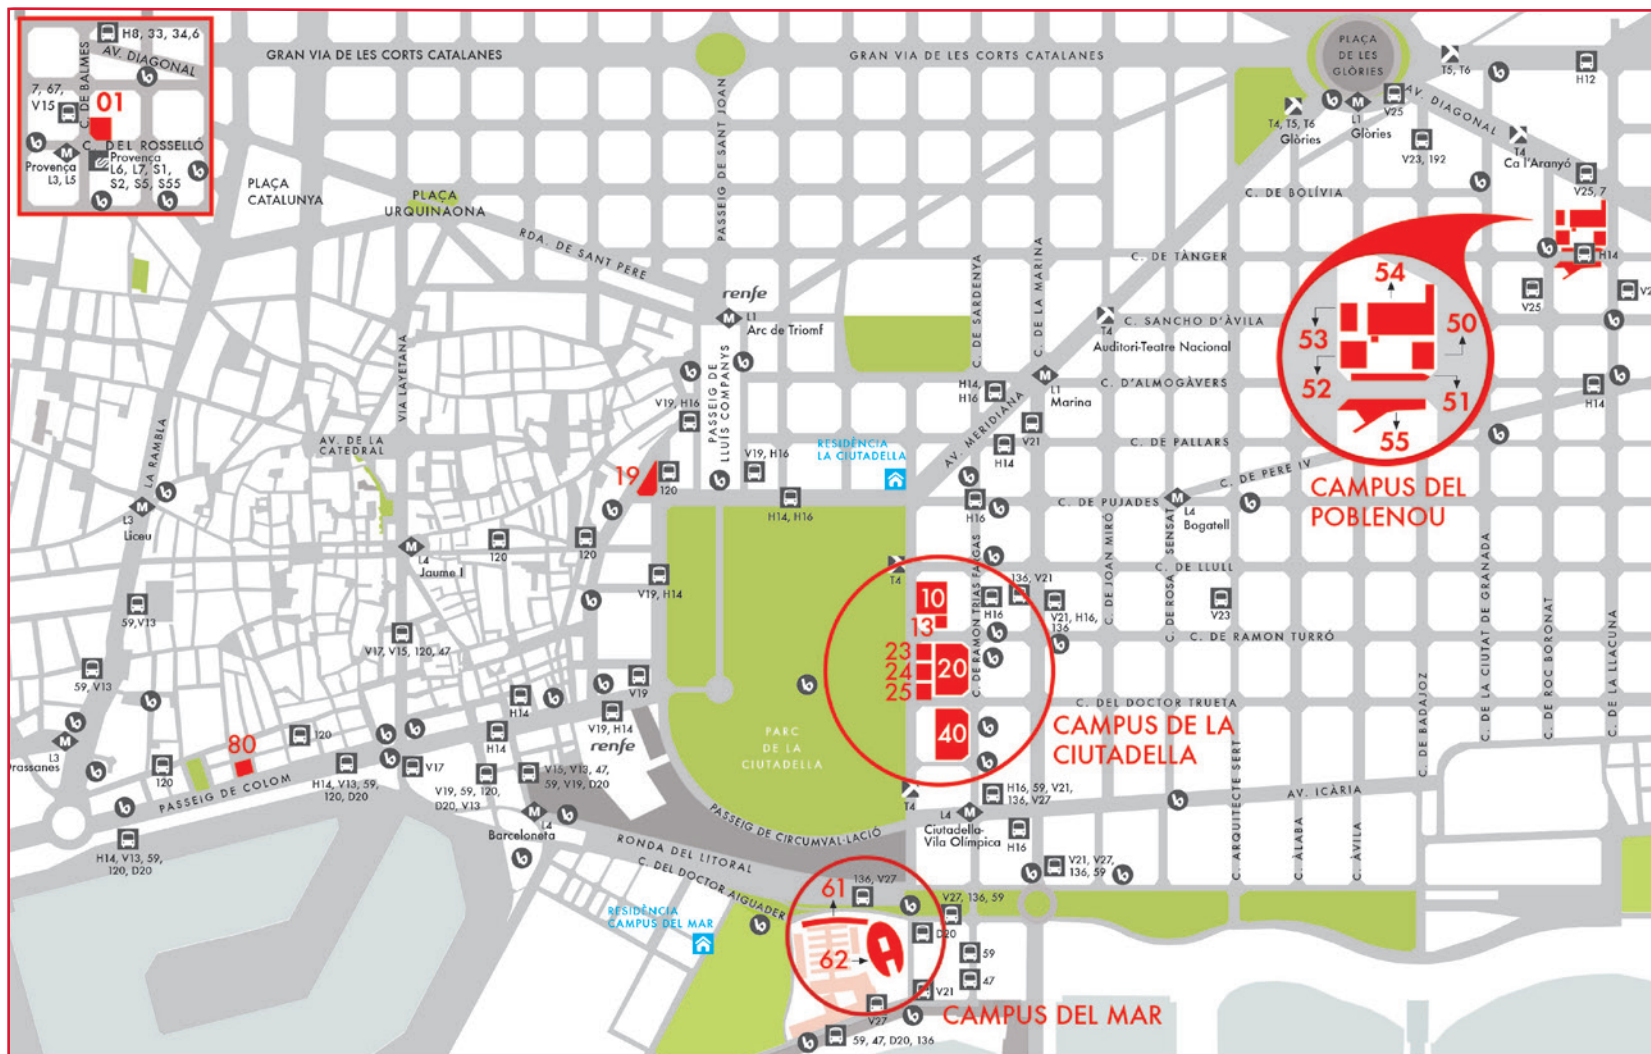 H8, 33, 34,6
AV. DIAGONAL
C. DE BALMES
7, 67,
V15
01
C. DEL ROSSELLÓ
Provença
L3, L5
Provença
L6, L7, S1,
S2, S5, S55
GRAN VIA DE LES CORTS CATALANES
GRAN VIA DE LES CORTS CATALANES
PLAÇA
DE LES
GLÒRIES
T5, T6
H12
AV. DIAGONAL
V25
L1
Glòries
T4, T5, T6
Glòries
V23, 192
T4
Ca l'Aranyó
V25, 7
PASSEIG DE SANT JOAN
PLAÇA
CATALUNYA
PLAÇA
URQUINAONA
RDA. DE SANT PERE
C. DE BOLÍVIA
C. DE TÀNGER
H14
V25
C. DE SARDENYA
C. DE LA MARINA
renfe
L1
Arc de Triomf
T4
C. SANCHO D'ÀVILA
Auditori-Teatre Nacional
54
53
50
52
51
55
CAMPUS DEL
POBLENOU
H14
VIA LAYETANA
PASSEIG DE
LLUÍS COMPANYS
V19, H16
H14,
H16
L1
Marina
C. D'ALMOGÀVERS
V21
AV. MERIDIANA
H14
C. DE PALLARS
C. DE PERE IV
LA RAMBLA
AV. DE LA
CATEDRAL
19
120
V19, H16
RESIDÈNCIA
LA CIUTADELLA
H14, H16
H16
C. DE PUJADES
L4
Bogatell
L3
Liceu
L4
Jaume I
120
120
V19, H14
T4
C. DE RAMON TRIAS FARGAS
C. DE JOAN MIRÓ
C. DE ROSA SENSAT
C. DE LLULL
C. DE CIUTAT DE GRANADA
C. DE ROC BORONAT
C. DE LA LLACUNA
136, V21
10
13
H16
V21, H16,
136
V23
59,V13
V17, V15, 120, 47
C. DE RAMON TURRÓ
23
24
25
20
59, V13
V19
H14
V19, H14
renfe
C. DEL DOCTOR TRUETA
C. DE BADAJOZ
40
CAMPUS DE LA
CIUTADELLA
PARC
DE LA
CIUTADELLA
L3
Drassanes
80
120
120
H14
PASSEIG DE COLOM
H14, V13, 59,
120, D20
V17
V19, 59, 120,
D20, V13
V15, V13, 47,
59, V19, D20
L4
Barceloneta
T4
H16, 59, V21,
136, V27
AV. ICÀRIA
PASSEIG DE CIRCUMVAL·LACIÓ
L4
Ciutadella-
Vila Olímpica
H16
C. ARQUITECTE SERT
C. ÀLABA
C. ÀVILA
H14, V13, 59,
120, D20
RONDA DEL LITORAL
C. DEL DOCTOR AIGUADER
V21, V27,
136, 59
61
136, V27
V27, 136, 59
RESIDÈNCIA
CAMPUS DEL MAR
D20
62
59
47
V21
V27
CAMPUS DEL MAR
59, 47, D20, 136